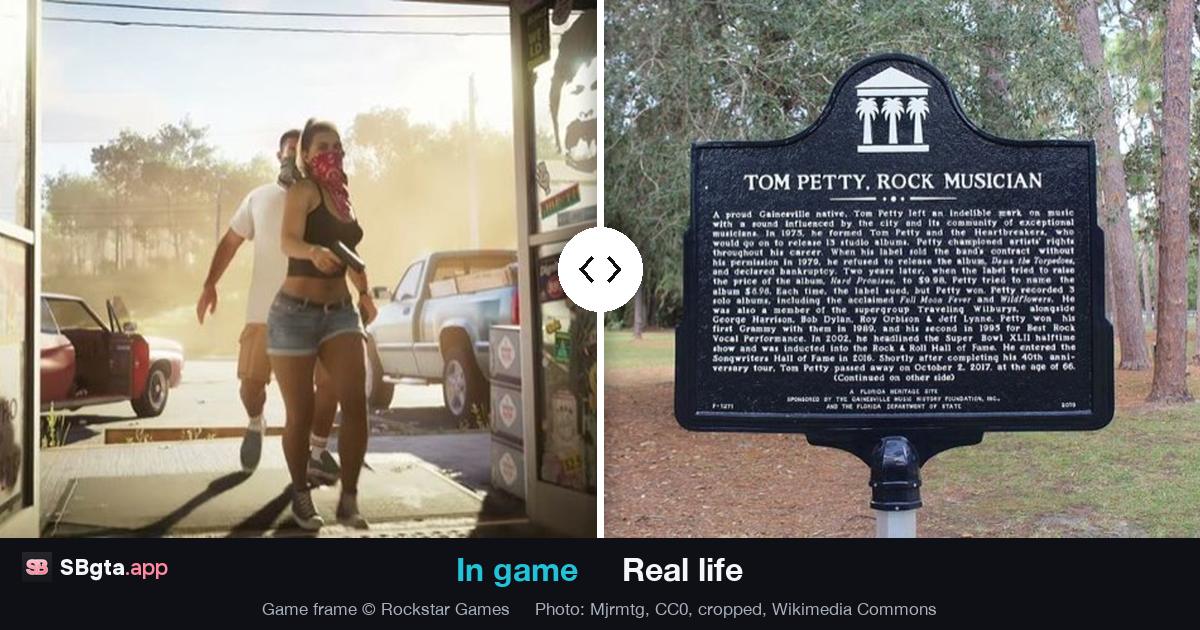 WE
LD
TOM PETTY, ROCK MUSICIAN
A proud Gainesville native, Tom Petty left an indelible mark on music
with a sound influenced by the city and its community of exceptional
musicians. In 1975, he formed Tom Petty and the Heartbreakers, who
would go on to release 13 studio albums. Petty championed artists' rights
throughout his career. When his label sold the band's contract without
his permission in 1979, he refused to release the album, Damn the Torpedoes,
and declared bankruptcy. Two years later, when the label tried to raise
the price of the album, Hard Promises, to $9.98, Petty tried to name the
album $8.98. Each time, the label sued, but Petty won. Petty recorded 3
solo albums, including the acclaimed Full Moon Fever and Wildflowers. He
was also a member of the supergroup Traveling Wilburys, alongside
George Harrison, Bob Dylan, Roy Orbison & Jeff Lynne. Petty won his
first Grammy with them in 1989, and his second in 1995 for Best Rock
Vocal Performance. In 2002, he headlined the Super Bowl XLII halftime
show and was inducted into the Rock & Roll Hall of Fame. He entered the
Songwriters Hall of Fame in 2016. Shortly after completing his 40th anni-
versary tour, Tom Petty passed away on October 2, 2017, at the age of 66.
(Continued on other side)
A FLORIDA HERITAGE SITE
SPONSORED BY THE GAINESVILLE MUSIC HISTORY FOUNDATION, INC.,
AND THE FLORIDA DEPARTMENT OF STATE
F-1271
2019
SB SBgta.app
In game Real life
Game frame © Rockstar Games Photo: Mjrmtg, CC0, cropped, Wikimedia Commons